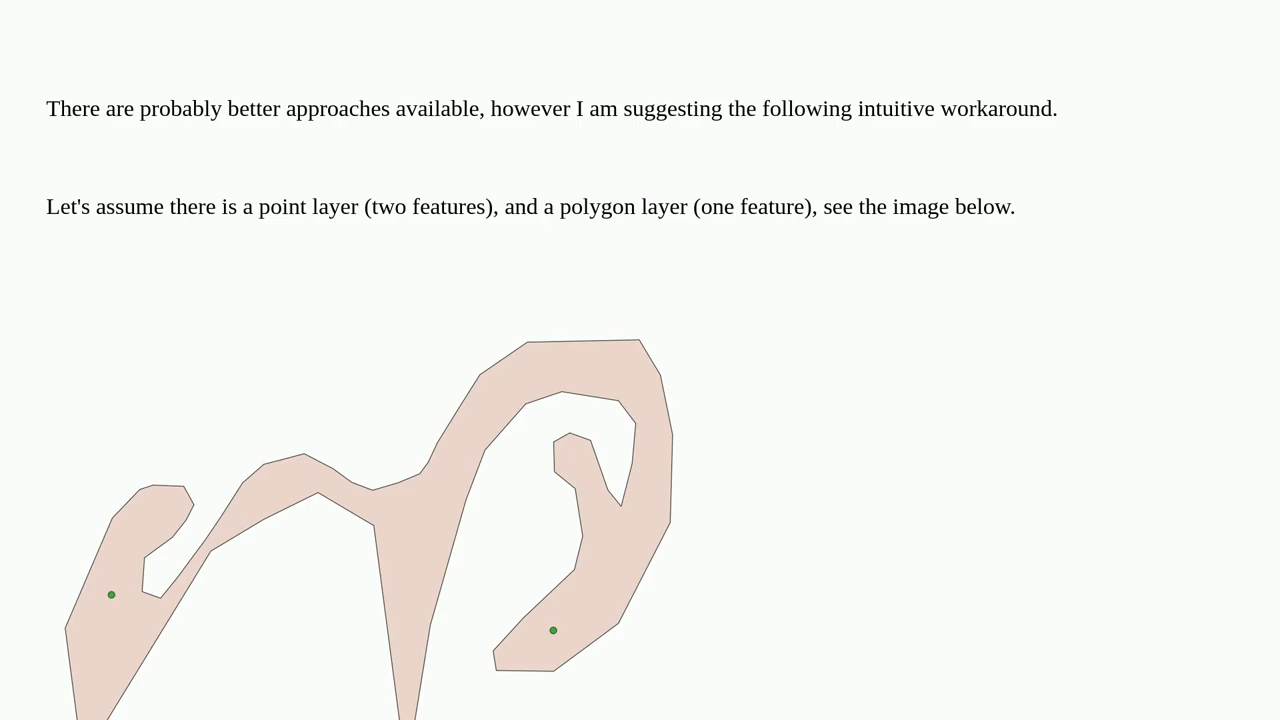 There are probably better approaches available, however I am suggesting the following intuitive workaround.
Let's assume there is a point layer (two features), and a polygon layer (one feature), see the image below.